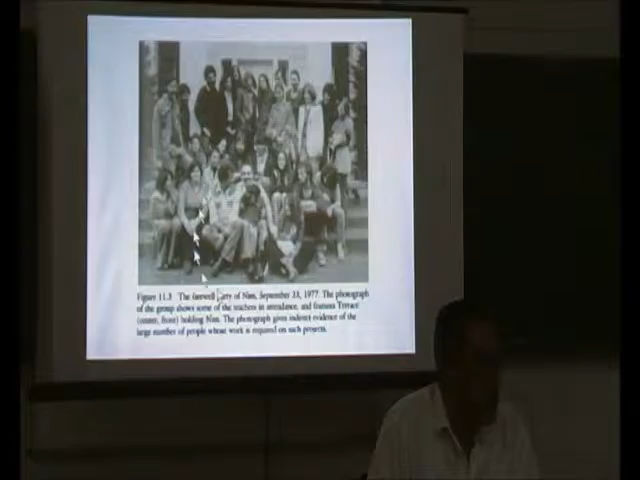 Figure 11.3 The farewell party of Nim, September 23, 1977. The photograph
of the group shows some of the teachers in attendance, and features Terrace
(center, front) holding Nim. The photograph gives indirect evidence of the
large number of people whose work is required on such projects.